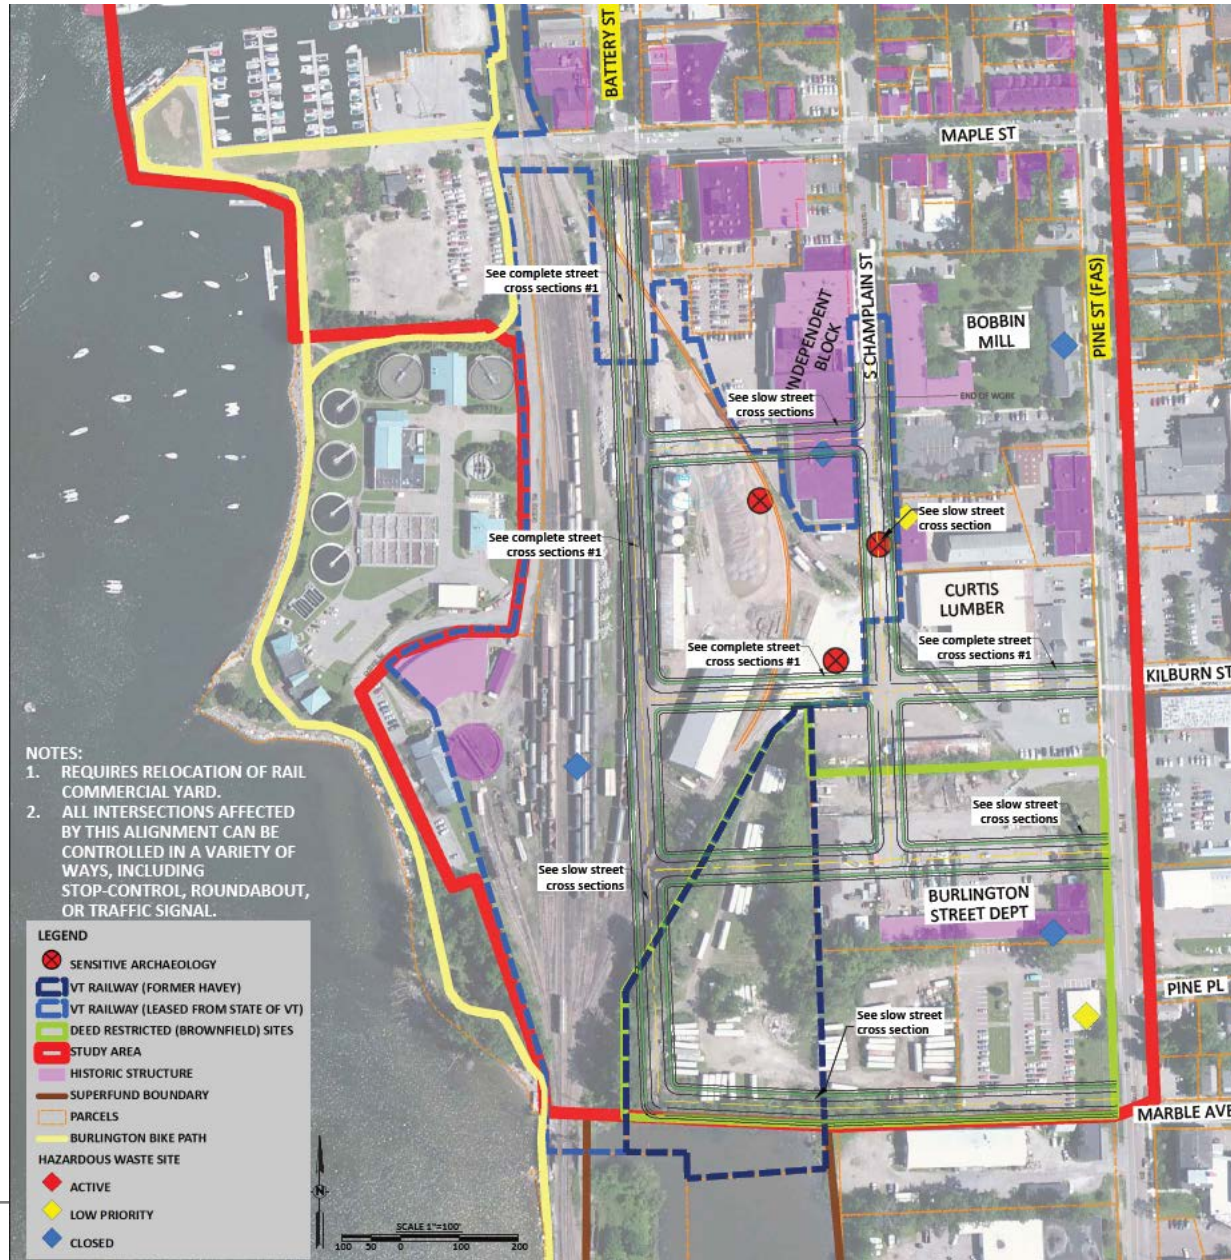 BATTERY ST
MAPLE ST
See complete street
cross sections #1
INDEPENDENT
BLOCK
S CHAMPLAIN ST
BOBBIN
MILL
PINE ST (FAS)
END OF WORK
See slow street
cross sections
See complete street
cross sections #1
See slow street
cross section
CURTIS
LUMBER
See complete street
cross sections #1
See complete street
cross sections #1
KILBURN ST
See slow street
cross sections
See slow street
cross sections
BURLINGTON
STREET DEPT
PINE PL
See slow street
cross section
MARBLE AVE
NOTES:
1. REQUIRES RELOCATION OF RAIL
COMMERCIAL YARD.
2. ALL INTERSECTIONS AFFECTED
BY THIS ALIGNMENT CAN BE
CONTROLLED IN A VARIETY OF
WAYS, INCLUDING
STOP-CONTROL, ROUNDABOUT,
OR TRAFFIC SIGNAL.
LEGEND
SENSITIVE ARCHAEOLOGY
VT RAILWAY (FORMER HAVEY)
VT RAILWAY (LEASED FROM STATE OF VT)
DEED RESTRICTED (BROWNFIELD) SITES
STUDY AREA
HISTORIC STRUCTURE
SUPERFUND BOUNDARY
PARCELS
BURLINGTON BIKE PATH
HAZARDOUS WASTE SITE
ACTIVE
LOW PRIORITY
CLOSED
N
SCALE 1"=100'
100 50 0 100 200